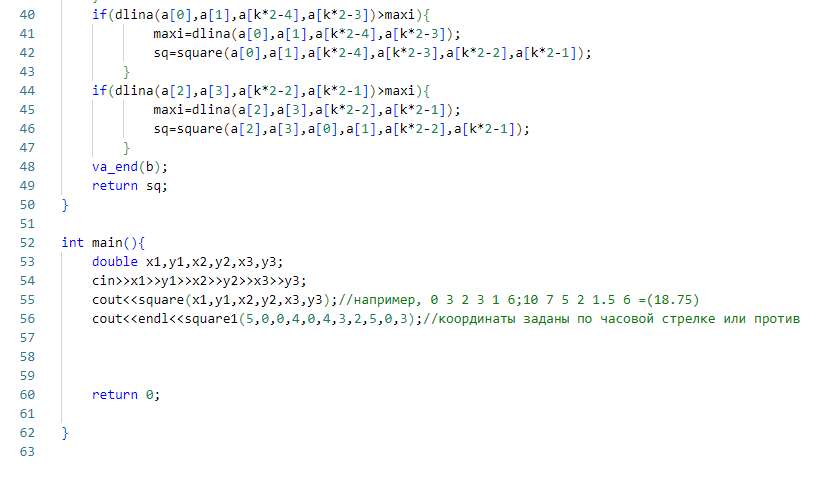 40 if(dlina(a[0],a[1],a[k*2-4],a[k*2-3])>maxi){
41 maxi=dlina(a[0],a[1],a[k*2-4],a[k*2-3]);
42 sq=square(a[0],a[1],a[k*2-4],a[k*2-3],a[k*2-2],a[k*2-1]);
43 }
44 if(dlina(a[2],a[3],a[k*2-2],a[k*2-1])>maxi){
45 maxi=dlina(a[2],a[3],a[k*2-2],a[k*2-1]);
46 sq=square(a[2],a[3],a[0],a[1],a[k*2-2],a[k*2-1]);
47 }
48 va_end(b);
49 return sq;
50 }
51
52 int main(){
53 double x1,y1,x2,y2,x3,y3;
54 cin>>x1>>y1>>x2>>y2>>x3>>y3;
55 cout<<square(x1,y1,x2,y2,x3,y3);//например, 0 3 2 3 1 6;10 7 5 2 1.5 6 =(18.75)
56 cout<<endl<<square1(5,0,0,4,0,4,3,2,5,0,3);//координаты заданы по часовой стрелке или против
57
58
59
60 return 0;
61
62 }
63